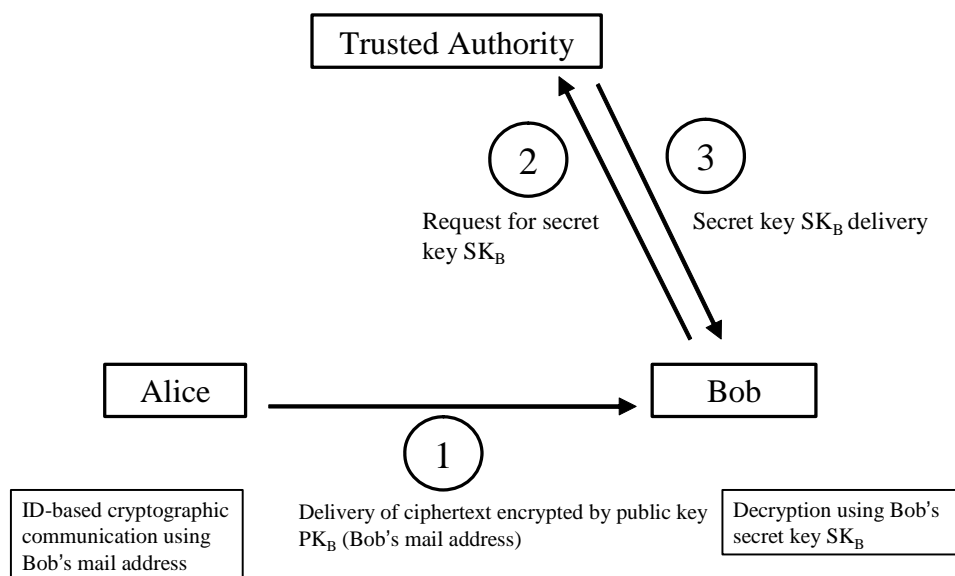 Trusted Authority
2
3
Request for secret
key SK_B
Secret key SK_B delivery
Alice
Bob
1
ID-based cryptographic
communication using
Bob’s mail address
Delivery of ciphertext encrypted by public key
PK_B (Bob’s mail address)
Decryption using Bob’s
secret key SK_B